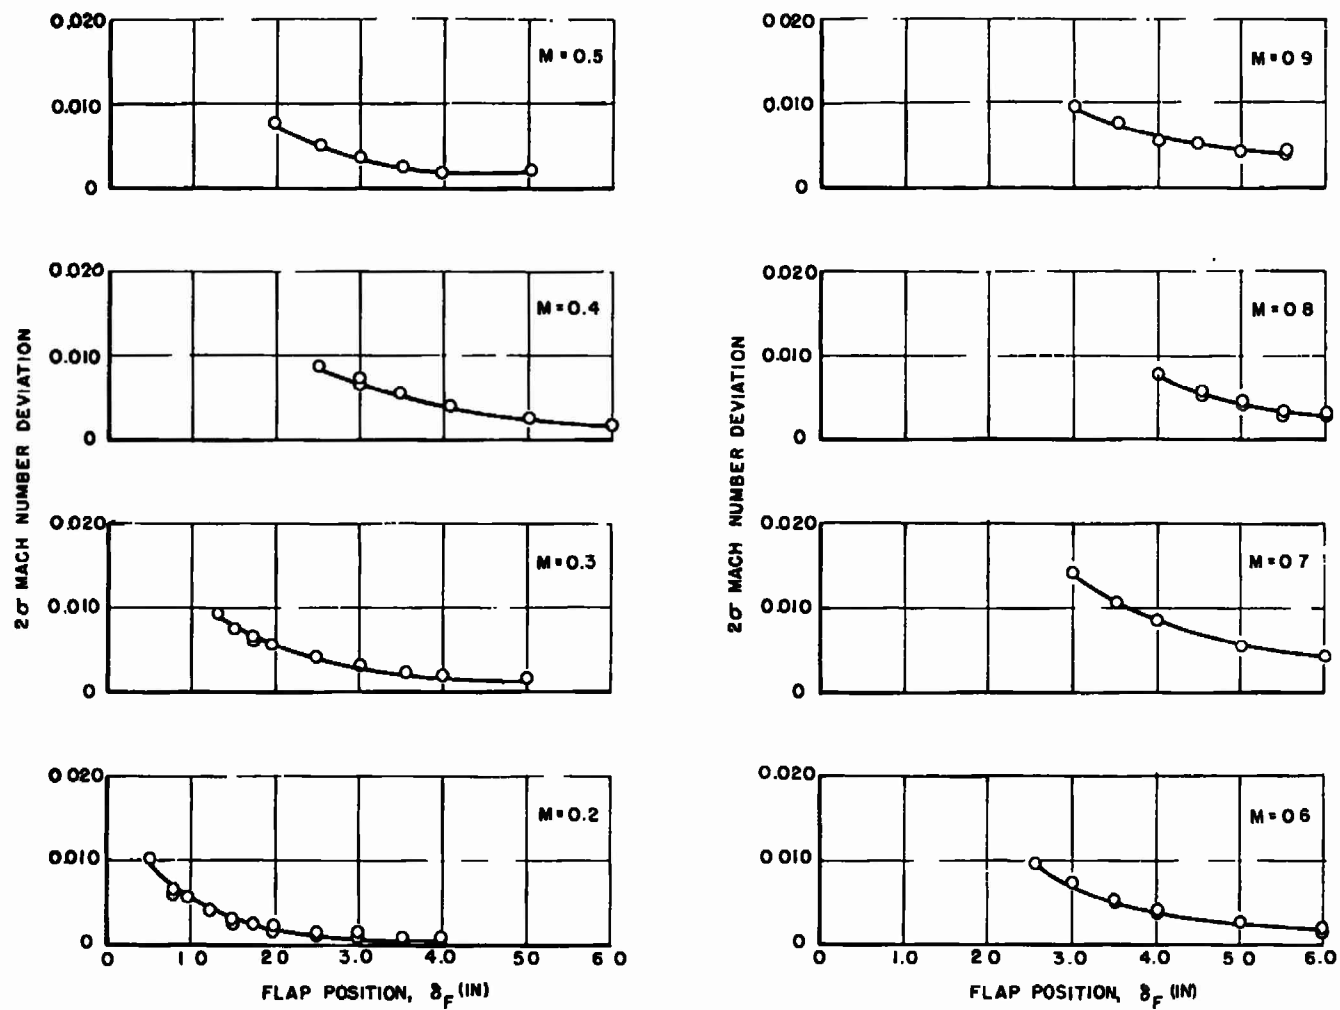 0.020
M = 0.5
0.010
0
0.020
M = 0.4
0.010
0
2σ MACH NUMBER DEVIATION
0.020
M = 0.3
0.010
0
0.020
M = 0.2
0.010
0
0 1 0 2.0 3.0 4.0 5.0 6 0
FLAP POSITION, δF (IN)
0.020
M = 0 9
0.010
0
0.020
M = 0 8
0.010
0
2σ MACH NUMBER DEVIATION
0.020
M = 0 7
0.010
0
0.020
M = 0 6
0 010
0
0 1.0 2 0 3.0 4.0 5.0 6.0
FLAP POSITION, δF (IN)